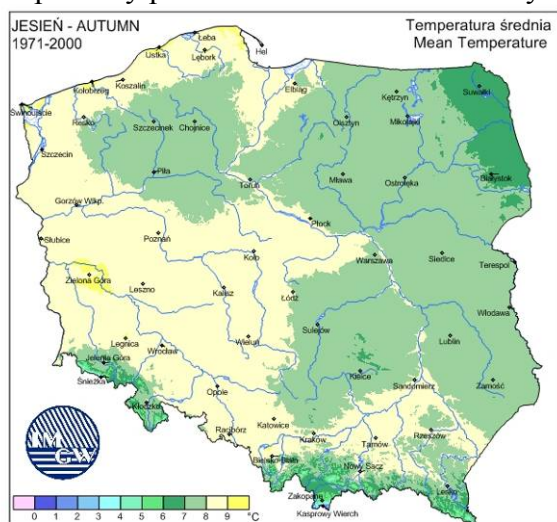 JESIEŃ - AUTUMN
1971-2000
Temperatura średnia
Mean Temperature
Łeba
Ustka
Hel
Lębork
Koszalin
Kołobrzeg
Świnoujście
Resko
Szczecinek
Chojnice
Elbląg
Kętrzyn
Suwałki
Olsztyn
Mikołajki
Szczecin
Piła
Toruń
Mława
Ostrołęka
Białystok
Gorzów Wlkp.
Płock
Słubice
Poznań
Koło
Warszawa
Siedlce
Terespol
Zielona Góra
Leszno
Kalisz
Łódź
Włodawa
Sulejów
Legnica
Wrocław
Wieluń
Lublin
Jelenia Góra
Śnieżka
Kielce
Sandomierz
Zamość
Kłodzko
Opole
Racibórz
Katowice
Kraków
Tarnów
Rzeszów
Bielsko-Biała
Nowy Sącz
Lesko
Zakopane
Kasprowy Wierch
IM
GW
0 1 2 3 4 5 6 7 8 9 °C